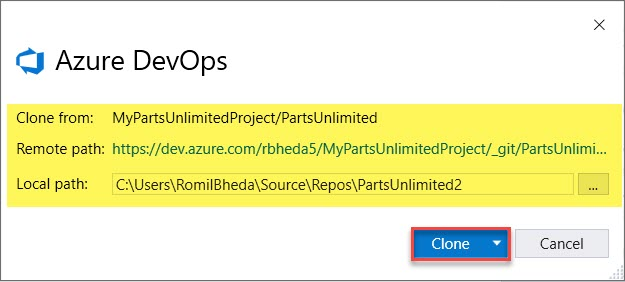 Azure DevOps
Clone from: MyPartsUnlimitedProject/PartsUnlimited
Remote path: https://dev.azure.com/rbheda5/MyPartsUnlimitedProject/_git/PartsUnlimi...
Local path: C:\Users\RomilBheda\Source\Repos\PartsUnlimited2 ...
Clone Cancel